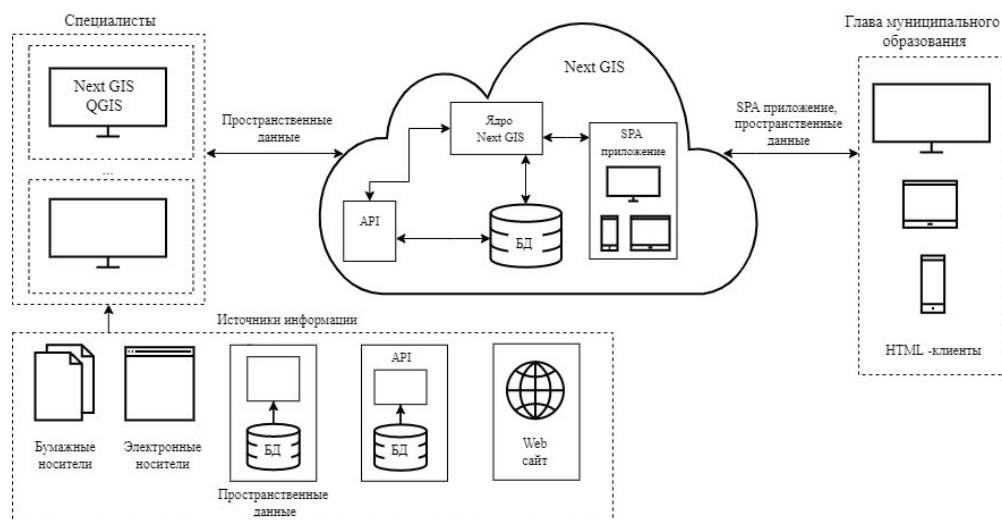 Специалисты
Next GIS
QGIS
...
Пространственные
данные
Next GIS
Ядро
Next GIS
API
БД
SPA
приложение
SPA приложение,
пространственные
данные
Глава муниципального
образования
HTML -клиенты
Источники информации
Бумажные
носители
Электронные
носители
БД
Пространственные
данные
API
БД
Web
сайт